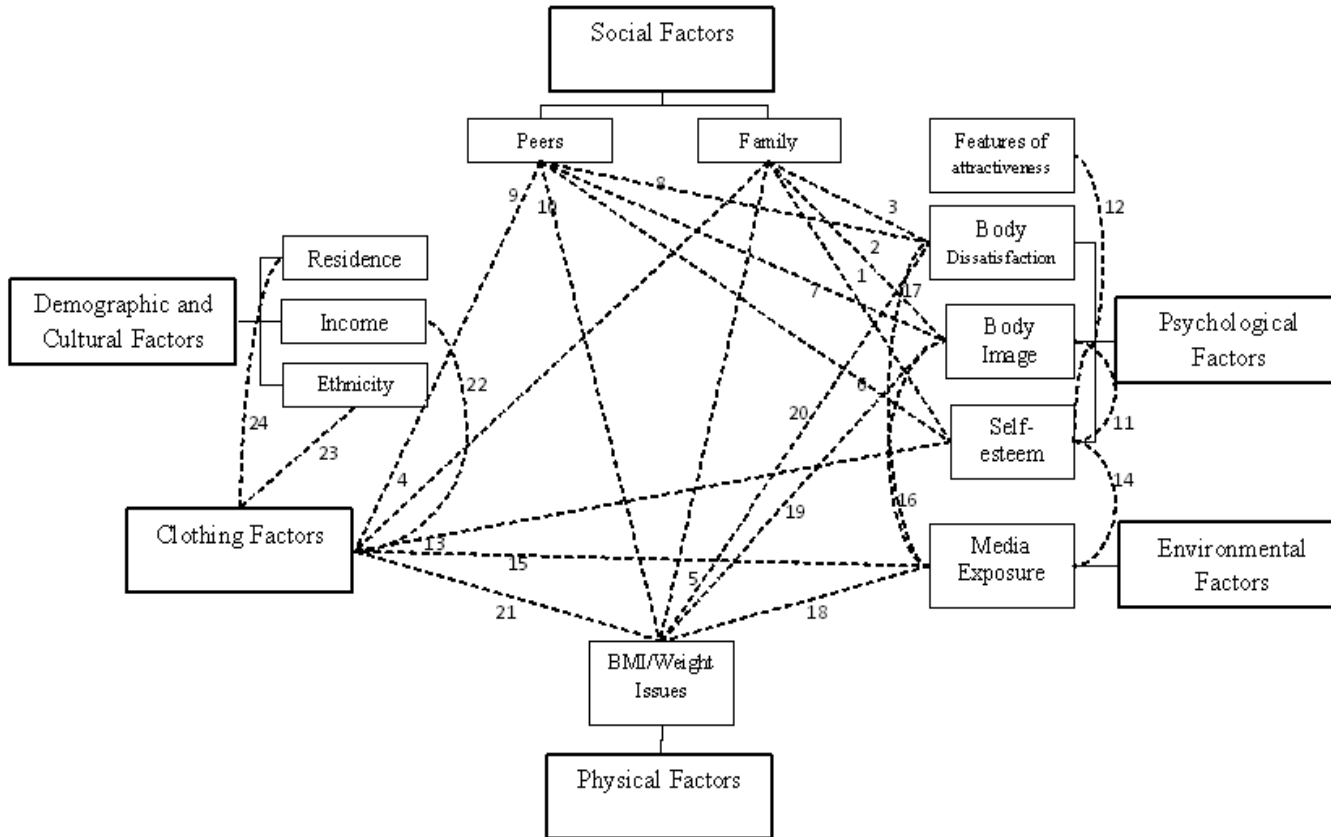 Social Factors
Peers
Family
Features of
attractiveness
8
9
10
3
12
2
Body
Dissatisfaction
Residence
1
7
17
Demographic and
Cultural Factors
Income
Body
Image
Psychological
Factors
Ethnicity
22
6
20
11
24
23
Self-
esteem
4
14
16
19
Clothing Factors
13
15
Media
Exposure
Environmental
Factors
5
21
18
BMI/Weight
Issues
Physical Factors